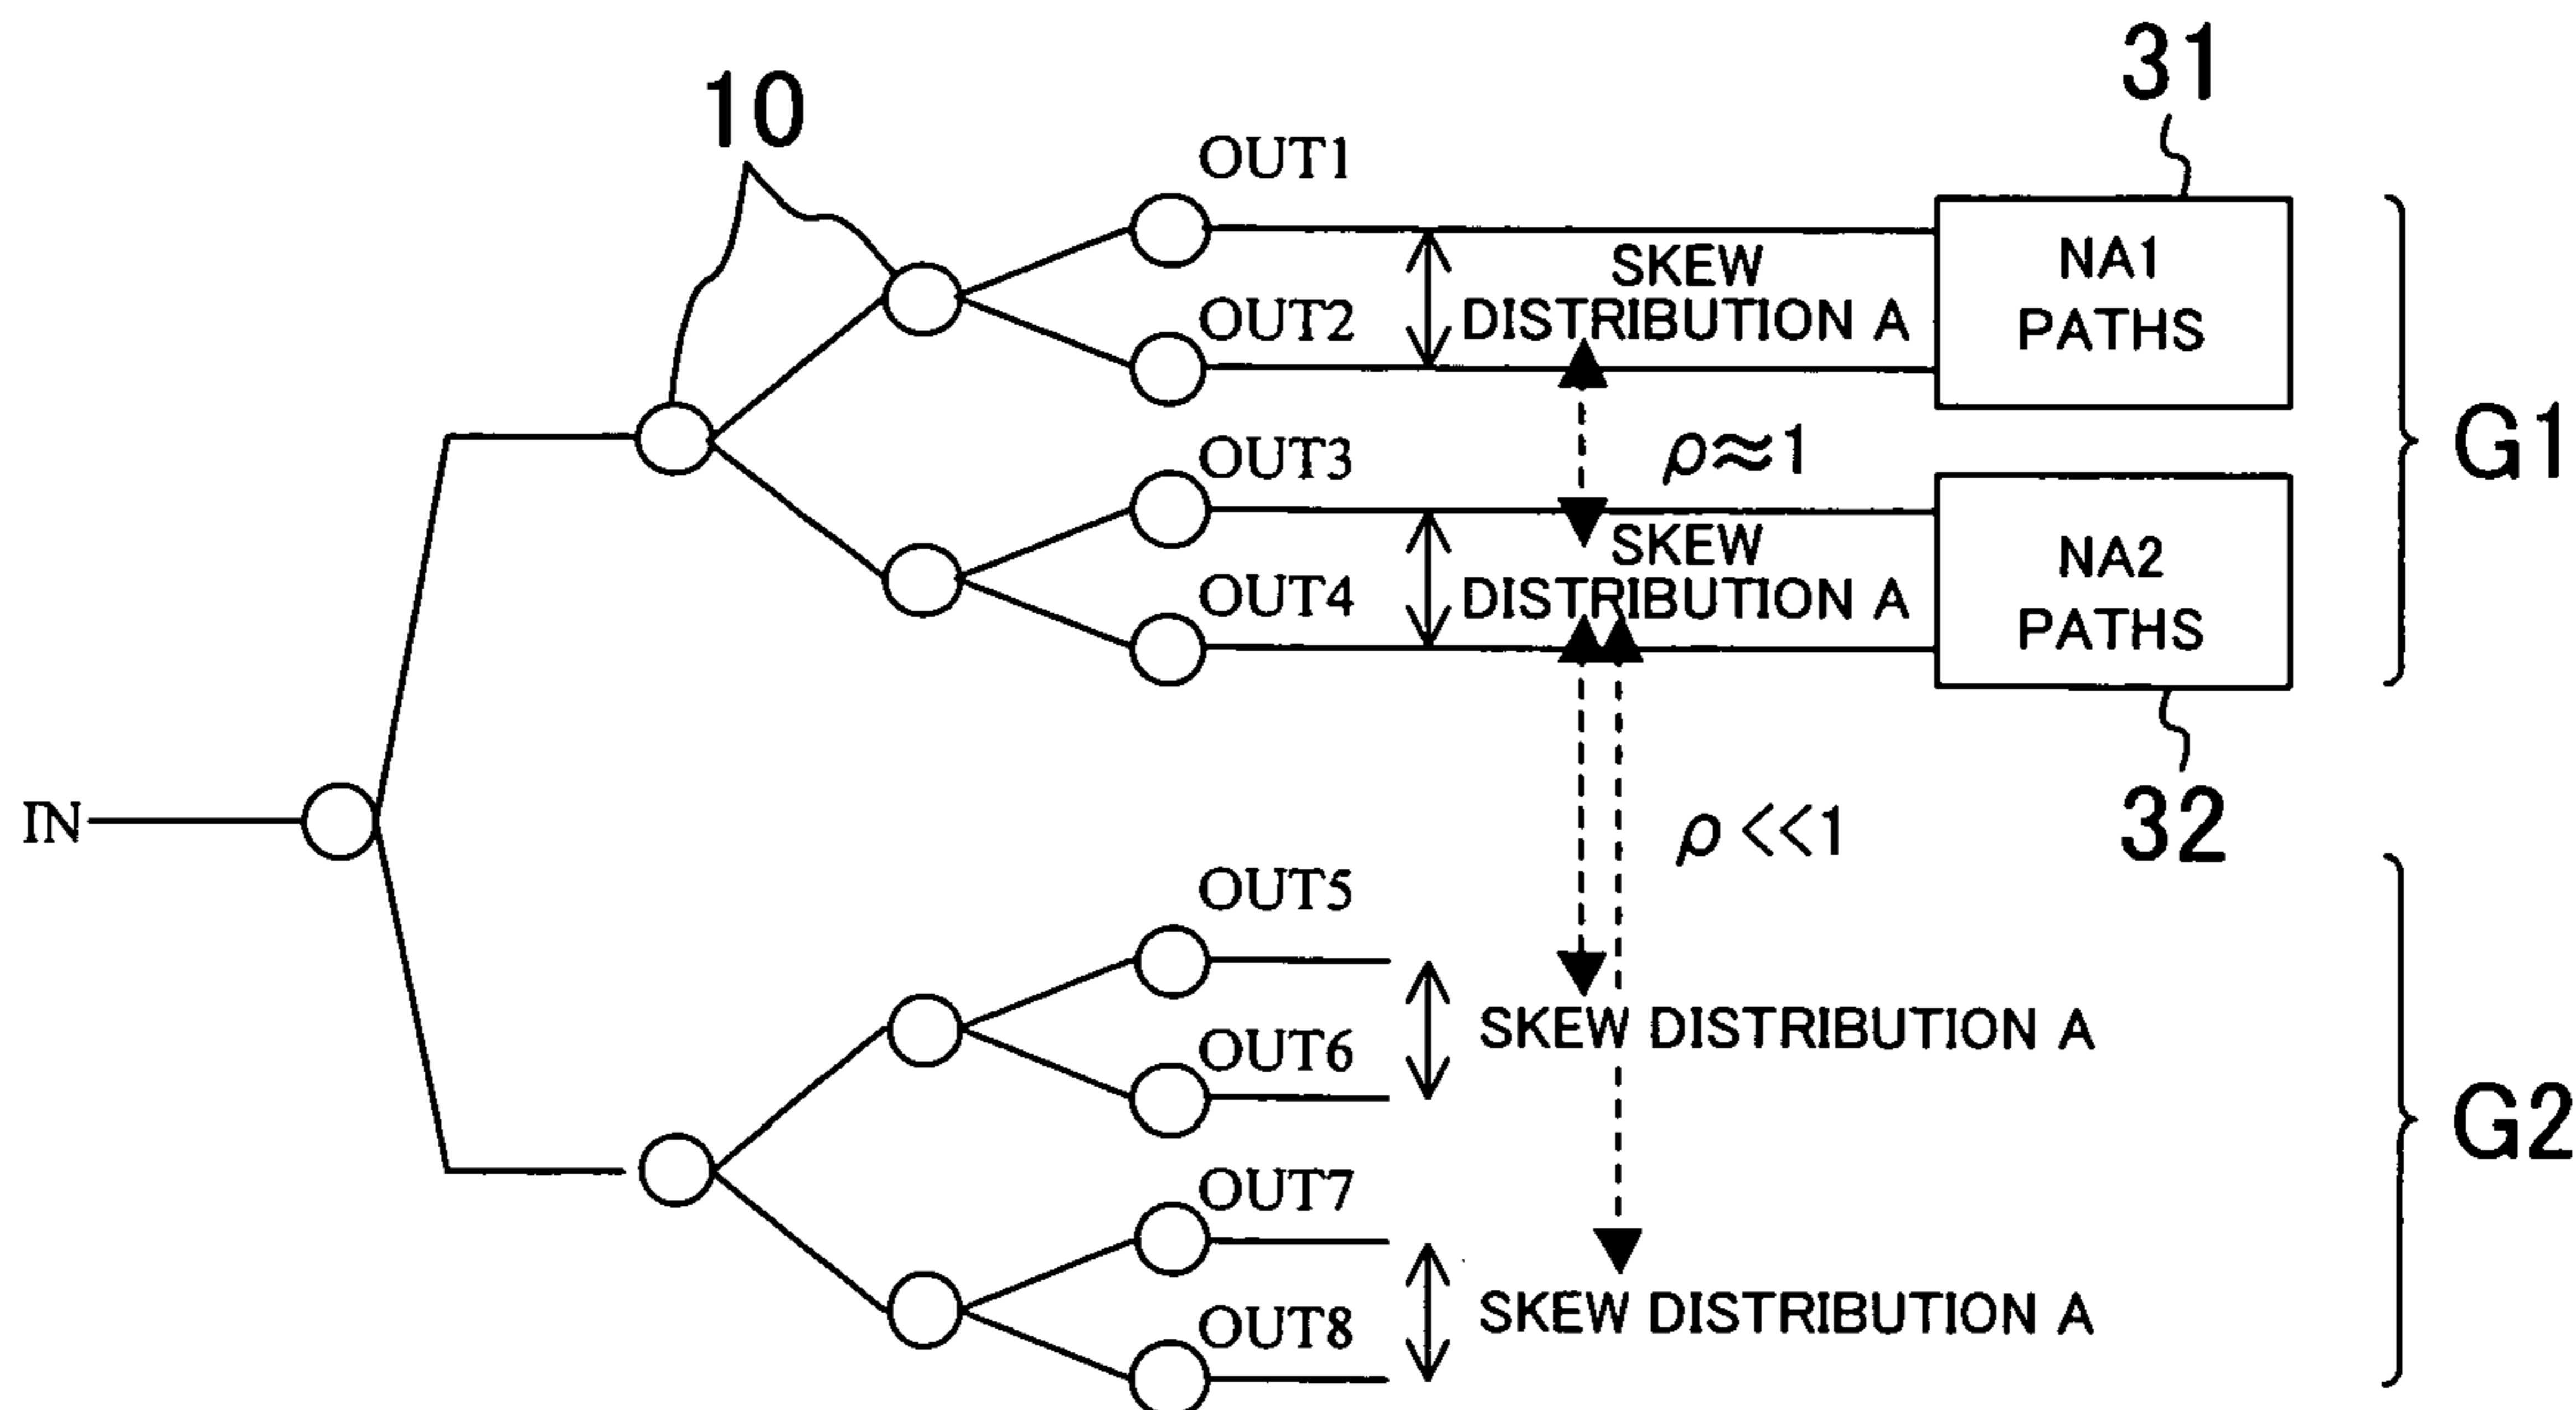 31
10
OUT1
SKEW
DISTRIBUTION A
NA1
PATHS
OUT2
ρ≈1
G1
OUT3
SKEW
DISTRIBUTION A
NA2
PATHS
OUT4
IN
ρ<<1
32
OUT5
SKEW DISTRIBUTION A
OUT6
G2
OUT7
SKEW DISTRIBUTION A
OUT8